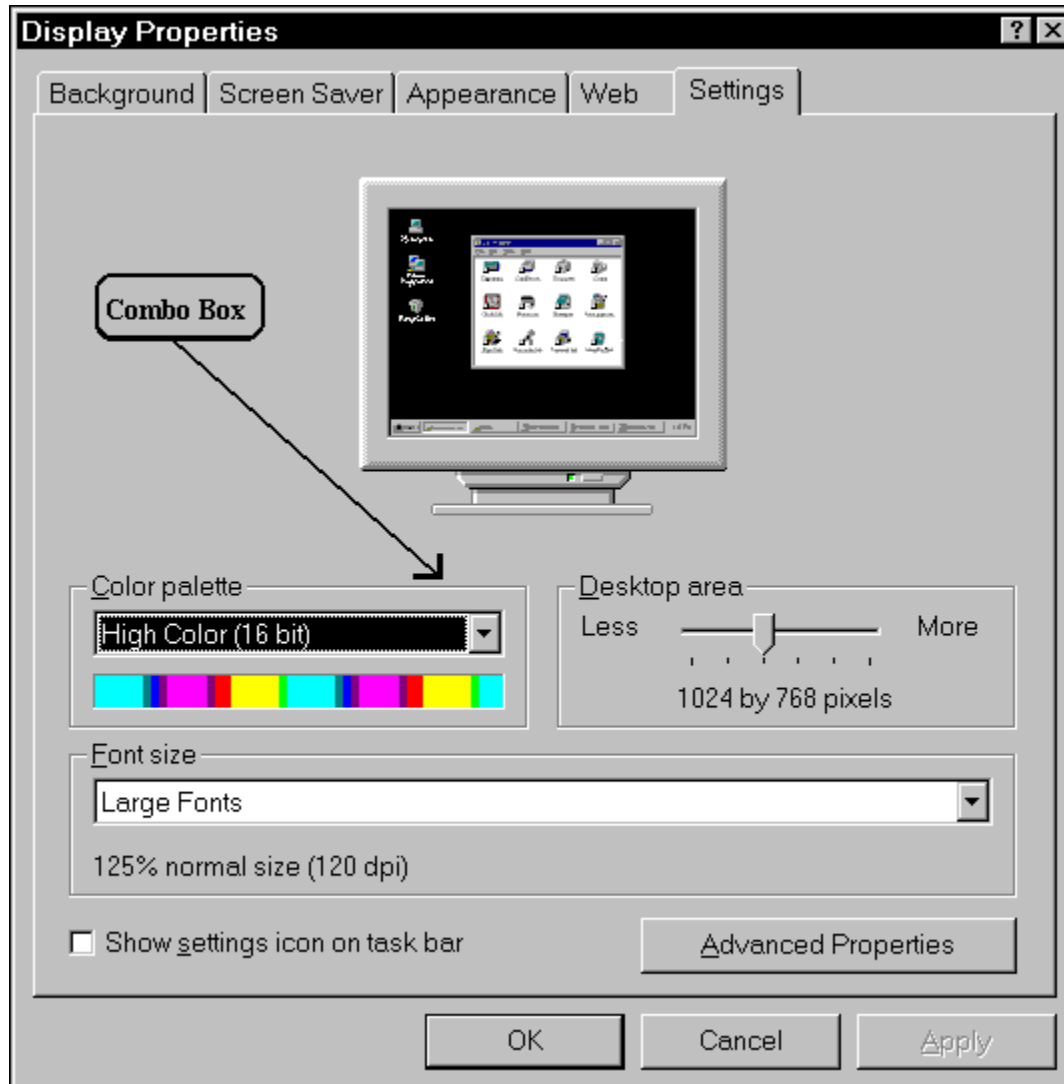 Display Properties
Background Screen Saver Appearance Web Settings
Combo Box
Color palette
High Color (16 bit)
Desktop area
Less More
1024 by 768 pixels
Font size
Large Fonts
125% normal size (120 dpi)
Show settings icon on task bar
Advanced Properties
OK Cancel Apply